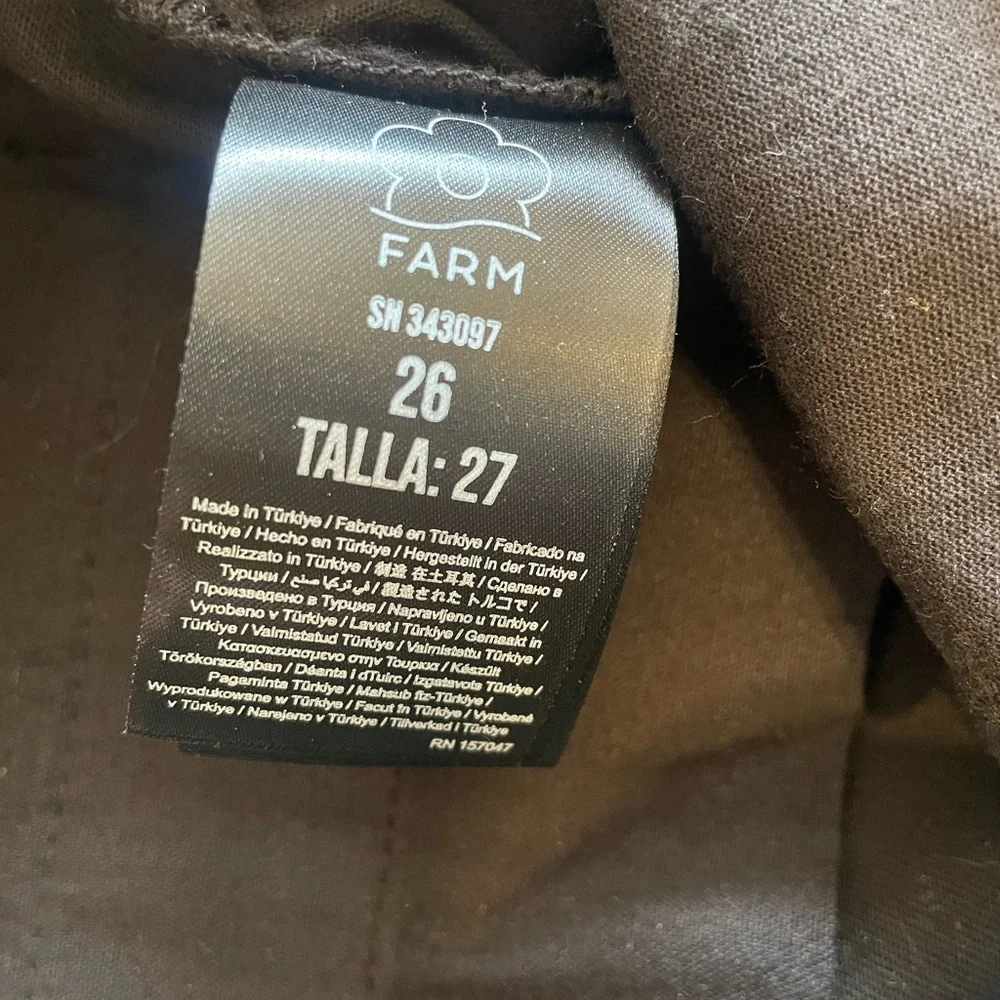 FARM
SH 343097
26
TALLA: 27
Made in Türkiye / Fabriqué en Türkiye / Fabricado na
Türkiye / Hecho en Türkiye / Hergestellt in der Türkiye /
Realizzato in Türkiye / 制造 在土耳其 / Сделано в
Турции / صنع في تركيا / 製造された トルコで /
Произведено в Турция / Napravljeno u Türkiye /
Vyrobeno v Türkiye / Lavet i Türkiye / Gemaakt in
Türkiye / Valmistatud Türkiye / Valmistettu Türkiye /
Κατασκευασμενο στην Τουρκια / Készült
Törökországban / Déanta i dTuirc / Izgatavots Türkiye /
Pagaminta Türkiye / Mahsub fiz-Türkiye /
Wyprodukowane w Türkiye / Facut în Türkiye / Vyrobené
v Türkiye / Narejeno v Türkiye / Tillverkad i Türkiye
RN 157047